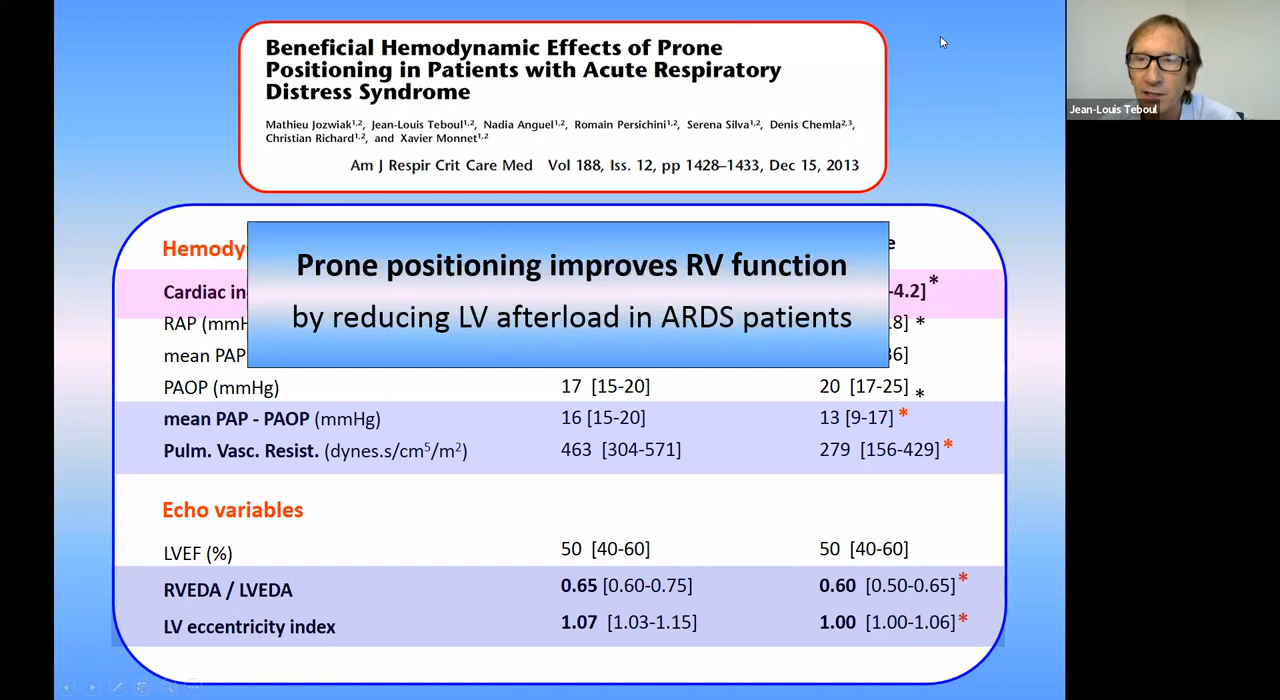 Beneficial Hemodynamic Effects of Prone
Positioning in Patients with Acute Respiratory
Distress Syndrome
Mathieu Jozwiak1,2, Jean-Louis Teboul1,2, Nadia Anguel1,2, Romain Persichini1,2, Serena Silva1,2, Denis Chemla2,3,
Christian Richard1,2, and Xavier Monnet1,2
Am J Respir Crit Care Med Vol 188, Iss. 12, pp 1428–1433, Dec 15, 2013
Jean-Louis Teboul
Hemody e
Prone positioning improves RV function
by reducing LV afterload in ARDS patients
Cardiac in -4.2] *
RAP (mmH 18] *
mean PAP 36]
PAOP (mmHg) 17 [15-20] 20 [17-25] *
mean PAP - PAOP (mmHg) 16 [15-20] 13 [9-17] *
Pulm. Vasc. Resist. (dynes.s/cm5/m2) 463 [304-571] 279 [156-429] *
Echo variables
LVEF (%) 50 [40-60] 50 [40-60]
RVEDA / LVEDA 0.65 [0.60-0.75] 0.60 [0.50-0.65] *
LV eccentricity index 1.07 [1.03-1.15] 1.00 [1.00-1.06] *